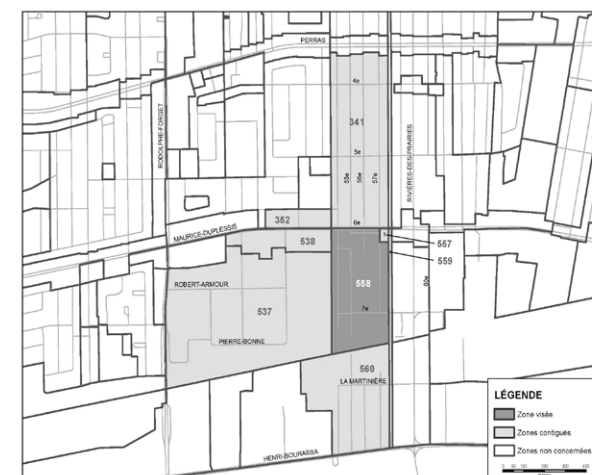 PERRAS
4e
341
RODOLPHE-FORGET
RIVIÈRES-DES-PRAIRIES
5e
55e
56e
57e
352
6e
MAURICE-DUPLESSIS
557
538
559
ROBERT-ARMOUR
558
60e
537
7e
PIERRE-BONNE
560
LA MARTINIÈRE
HENRI-BOURASSA
LÉGENDE
Zone visée
Zones contiguës
Zones non concernées